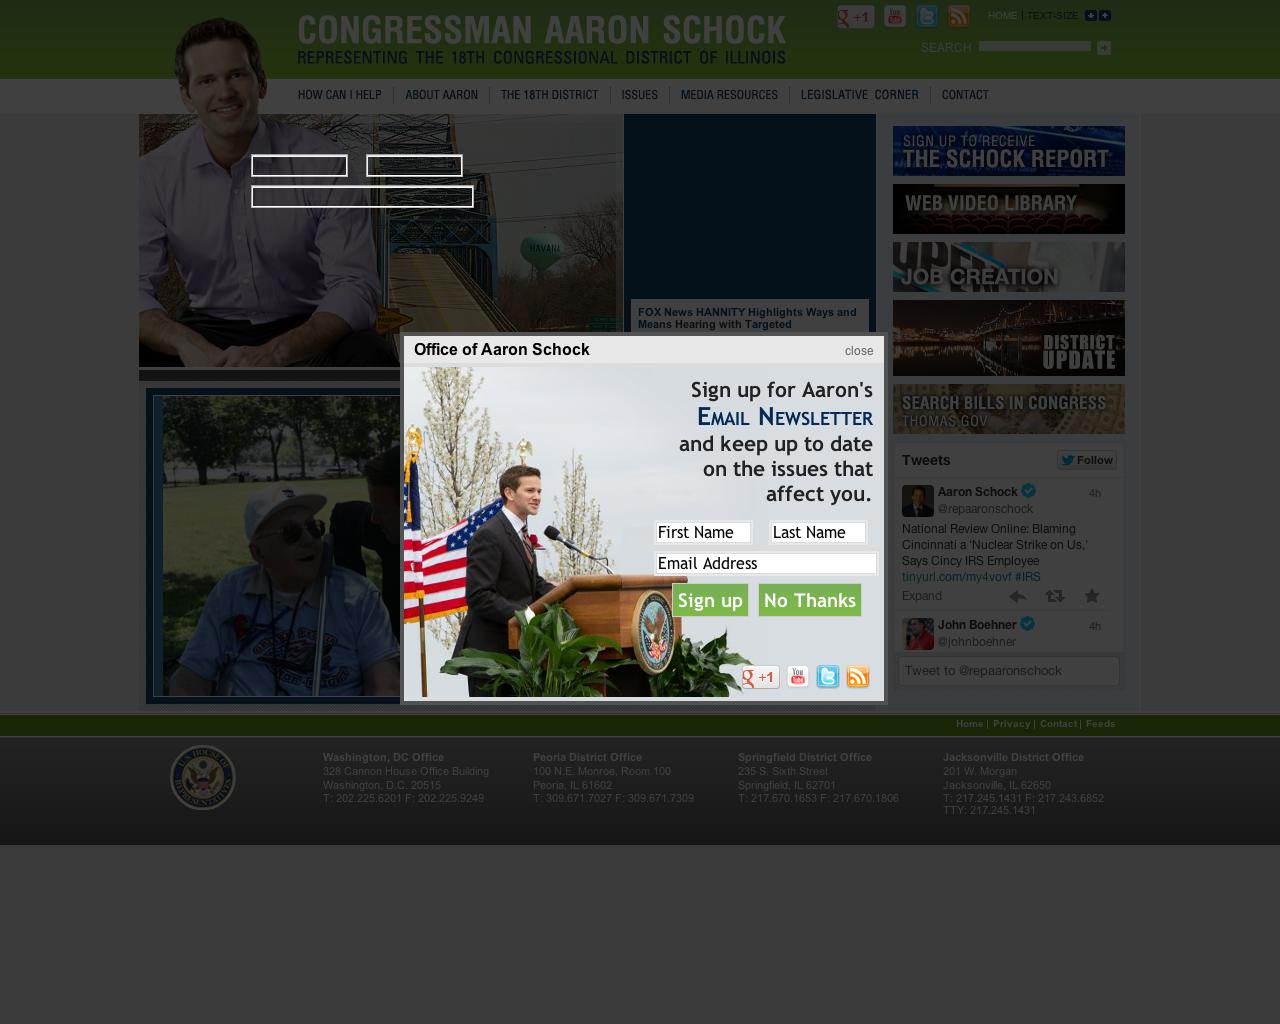 CONGRESSMAN AARON SCHOCK
REPRESENTING THE 18TH CONGRESSIONAL DISTRICT OF ILLINOIS
+1
You
Tube
HOME | TEXT-SIZE
SEARCH
HOW CAN I HELP
ABOUT AARON
THE 18TH DISTRICT
ISSUES
MEDIA RESOURCES
LEGISLATIVE CORNER
CONTACT
HAVANA
FOX News HANNITY Highlights Ways and
Means Hearing with Targeted
SIGN UP TO RECEIVE
THE SCHOCK REPORT
WEB VIDEO LIBRARY
OPEN
JOB CREATION
DISTRICT
UPDATE
SEARCH BILLS IN CONGRESS
THOMAS.GOV
Office of Aaron Schock
close
Sign up for Aaron's
EMAIL NEWSLETTER
and keep up to date
on the issues that
affect you.
First Name
Last Name
Email Address
Sign up
No Thanks
+1
You
Tube
Tweets
Follow
Aaron Schock
4h
@repaaronschock
National Review Online: Blaming
Cincinnati a 'Nuclear Strike on Us,'
Says Cincy IRS Employee
tinyurl.com/my4vovf #IRS
Expand
John Boehner
4h
@johnboehner
Tweet to @repaaronschock
Home | Privacy | Contact | Feeds
Washington, DC Office
328 Cannon House Office Building
Washington, D.C. 20515
T: 202.225.6201 F: 202.225.9249
Peoria District Office
100 N.E. Monroe, Room 100
Peoria, IL 61602
T: 309.671.7027 F: 309.671.7309
Springfield District Office
235 S. Sixth Street
Springfield, IL 62701
T: 217.670.1653 F: 217.670.1806
Jacksonville District Office
201 W. Morgan
Jacksonville, IL 62650
T: 217.245.1431 F: 217.243.6852
TTY: 217.245.1431